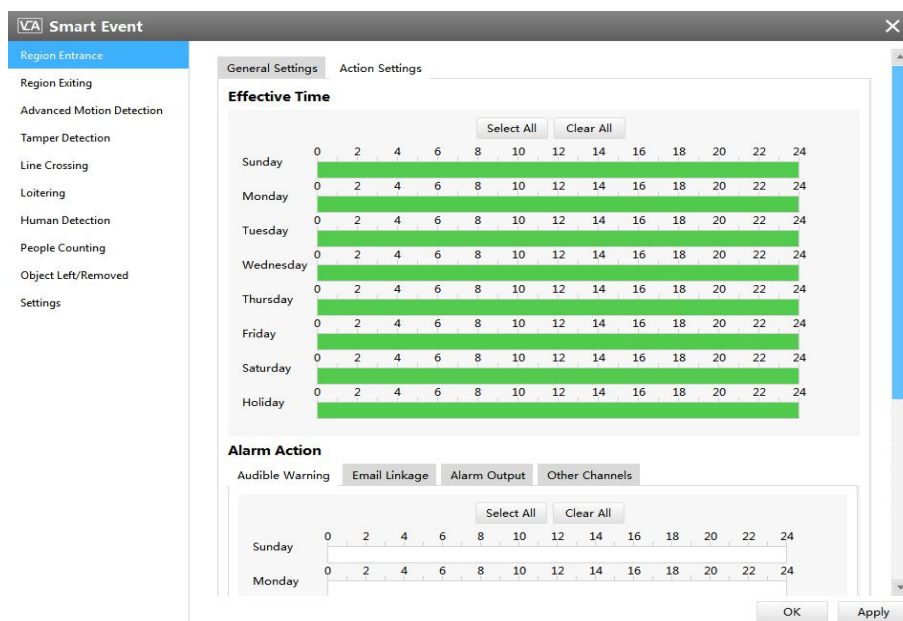 VCA Smart Event
Region Entrance
Region Exiting
Advanced Motion Detection
Tamper Detection
Line Crossing
Loitering
Human Detection
People Counting
Object Left/Removed
Settings
General Settings Action Settings
Effective Time
Select All Clear All
0 2 4 6 8 10 12 14 16 18 20 22 24
Sunday
0 2 4 6 8 10 12 14 16 18 20 22 24
Monday
0 2 4 6 8 10 12 14 16 18 20 22 24
Tuesday
0 2 4 6 8 10 12 14 16 18 20 22 24
Wednesday
0 2 4 6 8 10 12 14 16 18 20 22 24
Thursday
0 2 4 6 8 10 12 14 16 18 20 22 24
Friday
0 2 4 6 8 10 12 14 16 18 20 22 24
Saturday
0 2 4 6 8 10 12 14 16 18 20 22 24
Holiday
Alarm Action
Audible Warning Email Linkage Alarm Output Other Channels
Select All Clear All
0 2 4 6 8 10 12 14 16 18 20 22 24
Sunday
0 2 4 6 8 10 12 14 16 18 20 22 24
Monday
OK Apply